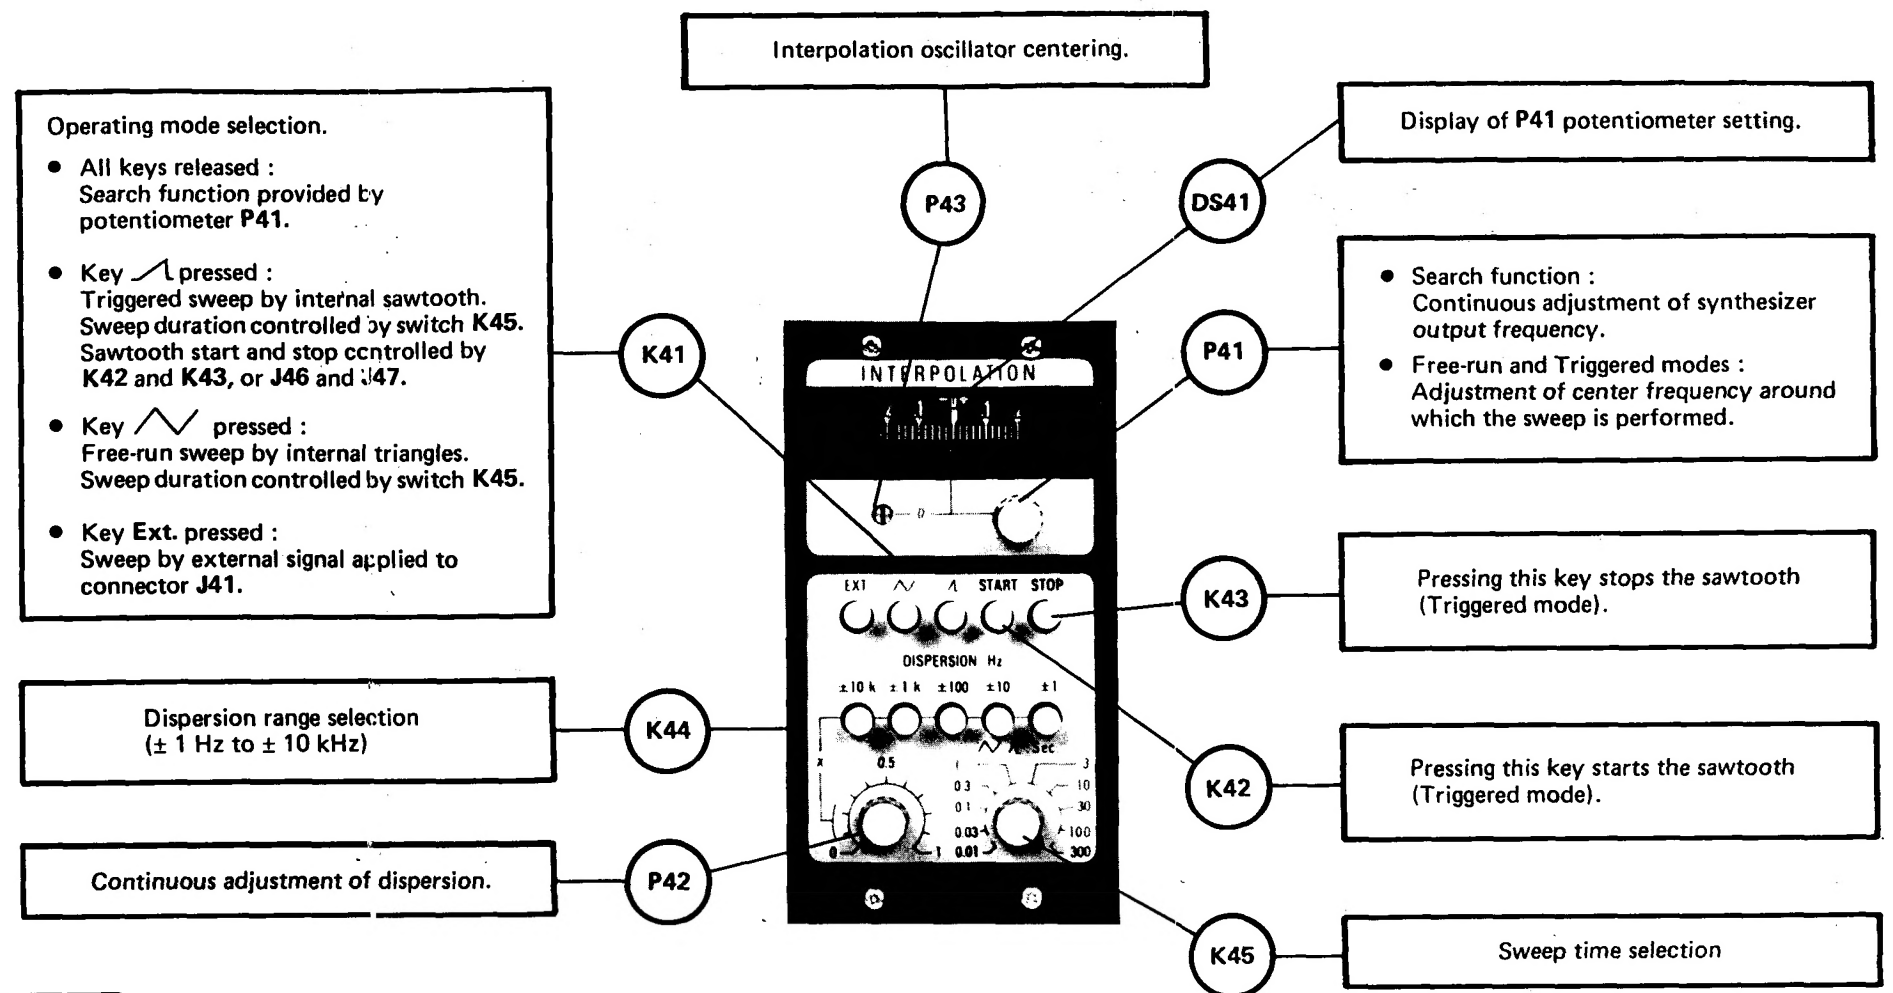 Interpolation oscillator centering.
Operating mode selection.
● All keys released :
Search function provided by
potentiometer P41.
● Key pressed :
Triggered sweep by internal sawtooth.
Sweep duration controlled by switch K45.
Sawtooth start and stop controlled by
K42 and K43, or J46 and J47.
● Key pressed :
Free-run sweep by internal triangles.
Sweep duration controlled by switch K45.
● Key Ext. pressed :
Sweep by external signal applied to
connector J41.
Display of P41 potentiometer setting.
P43
DS41
● Search function :
Continuous adjustment of synthesizer
output frequency.
● Free-run and Triggered modes :
Adjustment of center frequency around
which the sweep is performed.
K41
P41
INTERPOLATION
- 0 +
1 1
0
EXT START STOP
K43
Pressing this key stops the sawtooth
(Triggered mode).
DISPERSION Hz
±10 k ±1 k ±100 ±10 ±1
Dispersion range selection
(± 1 Hz to ± 10 kHz)
K44
Sec
x 0.5
0 1
1 3
0.3 10
0.1 30
0.03 100
0.01 300
K42
Pressing this key starts the sawtooth
(Triggered mode).
Continuous adjustment of dispersion.
P42
K45
Sweep time selection